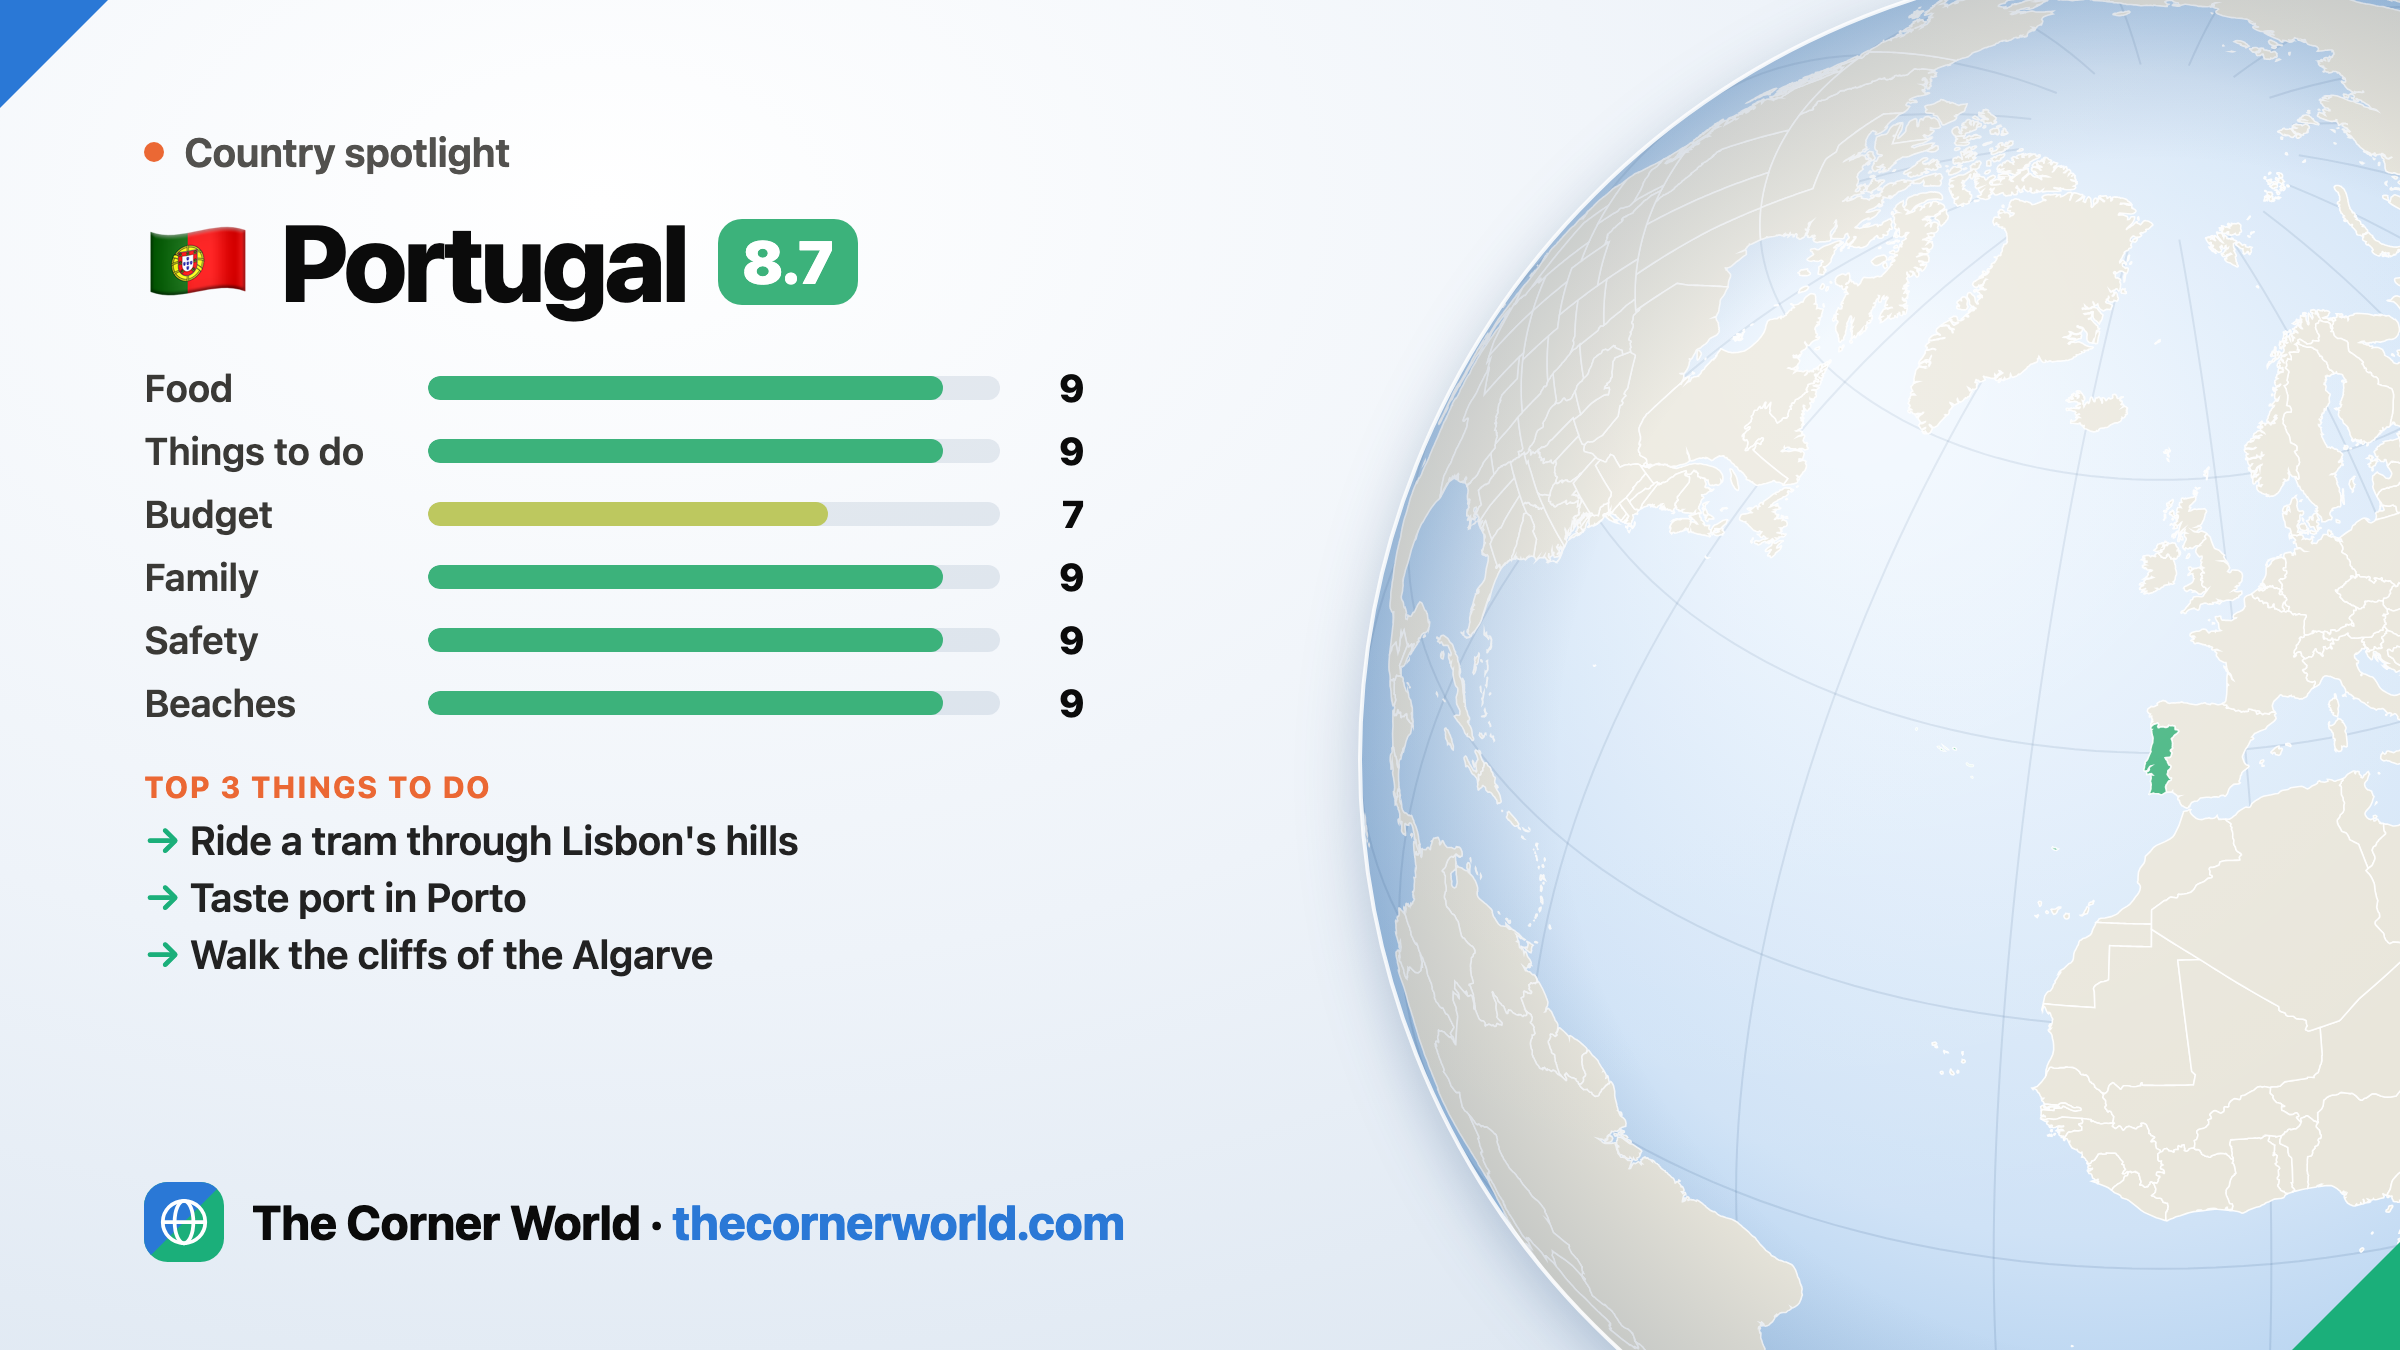 Country spotlight
Portugal 8.7
Food 9
Things to do 9
Budget 7
Family 9
Safety 9
Beaches 9
TOP 3 THINGS TO DO
→ Ride a tram through Lisbon's hills
→ Taste port in Porto
→ Walk the cliffs of the Algarve
The Corner World · thecornerworld.com